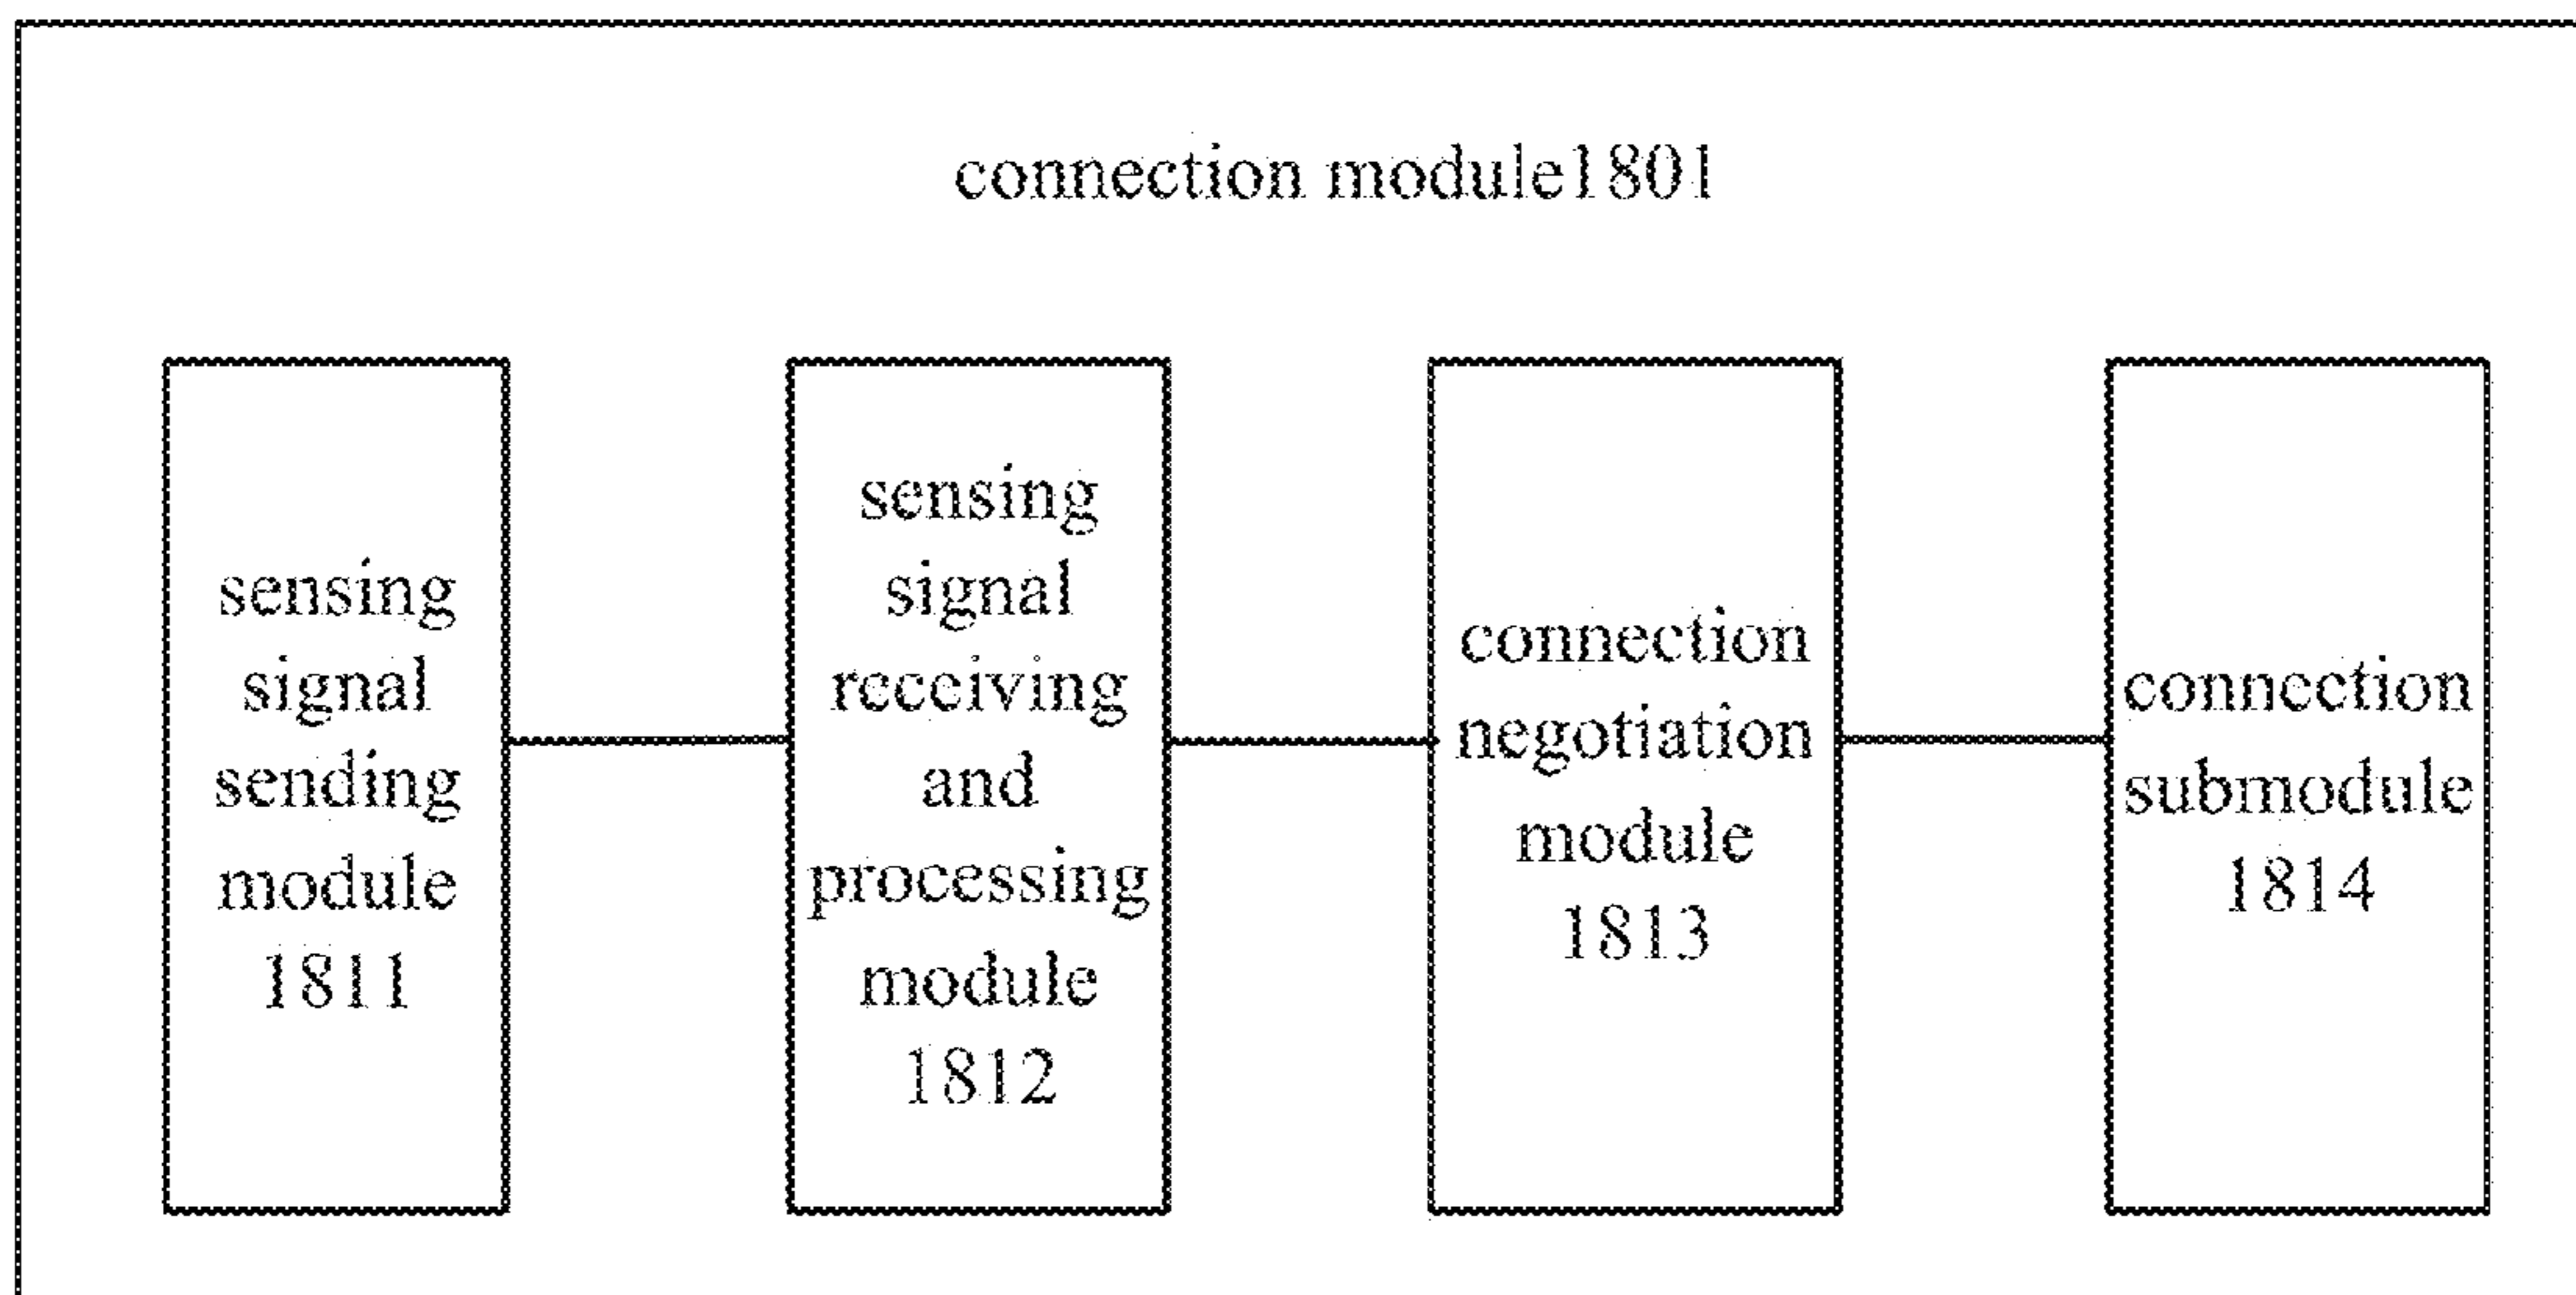 connection module1801
sensing
signal
sending
module
1811
sensing
signal
receiving
and
processing
module
1812
connection
negotiation
module
1813
connection
submodule
1814